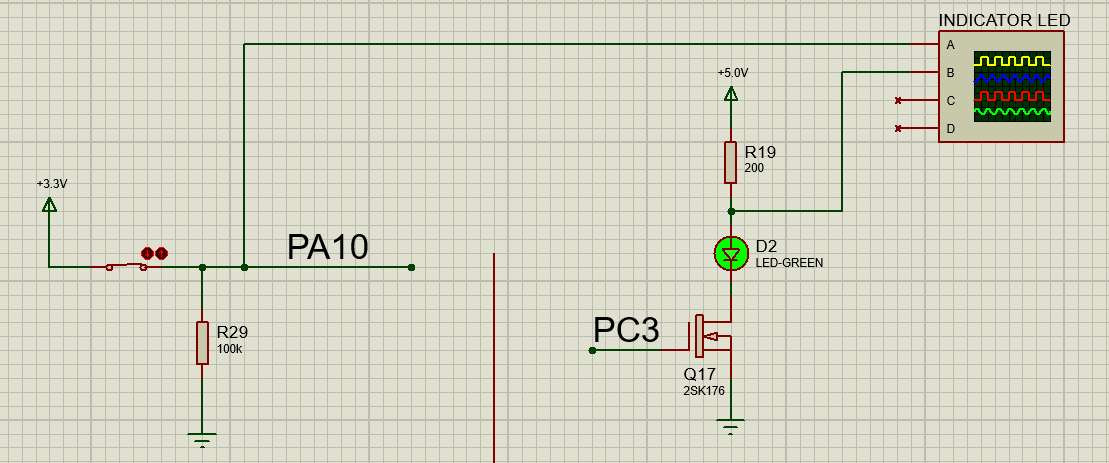 INDICATOR LED
A
B
C
D
+5.0V
R19
200
+3.3V
PA10
D2
LED-GREEN
R29
100k
PC3
Q17
2SK176